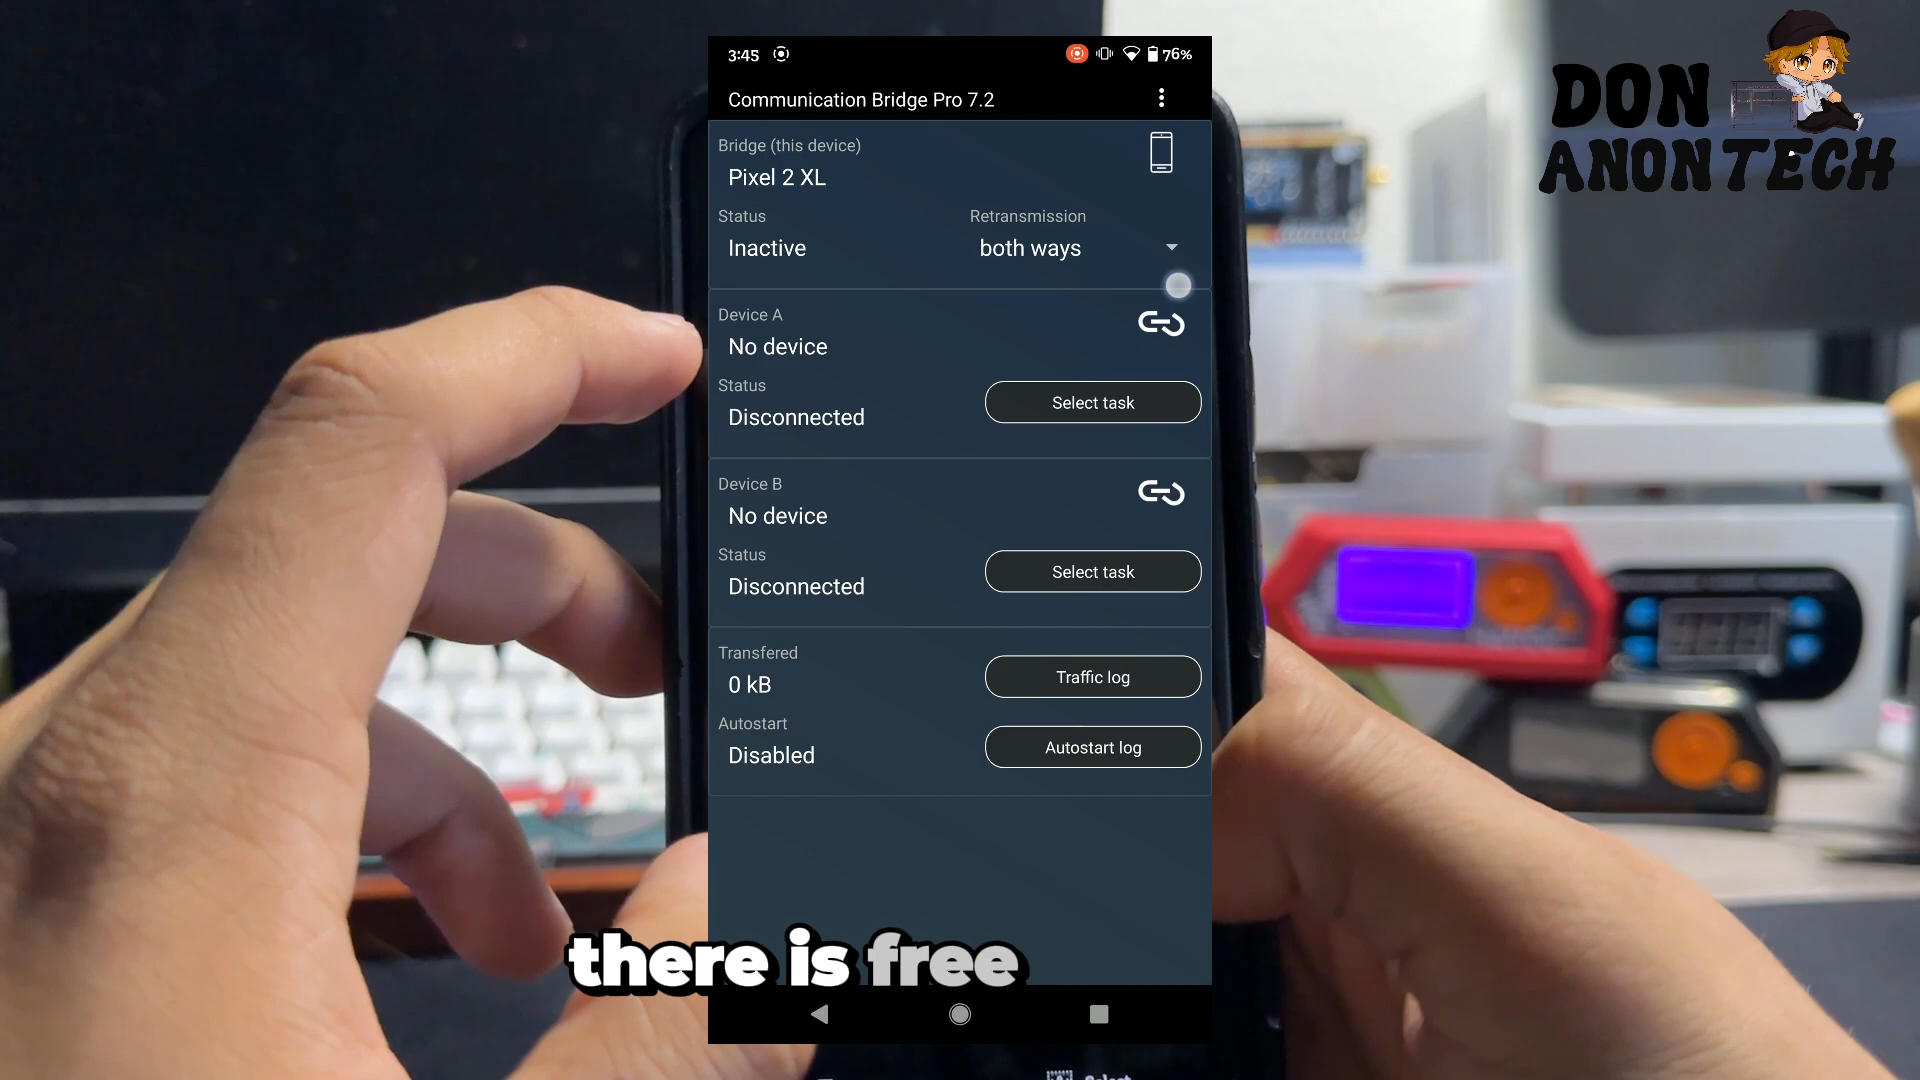 3:45
76%
Communication Bridge Pro 7.2
Bridge (this device)
Pixel 2 XL
Status
Retransmission
Inactive
both ways
Device A
No device
Status
Disconnected
Select task
Device B
No device
Status
Disconnected
Select task
Transfered
0 kB
Traffic log
Autostart
Disabled
Autostart log
there is free
DON
ANONTECH